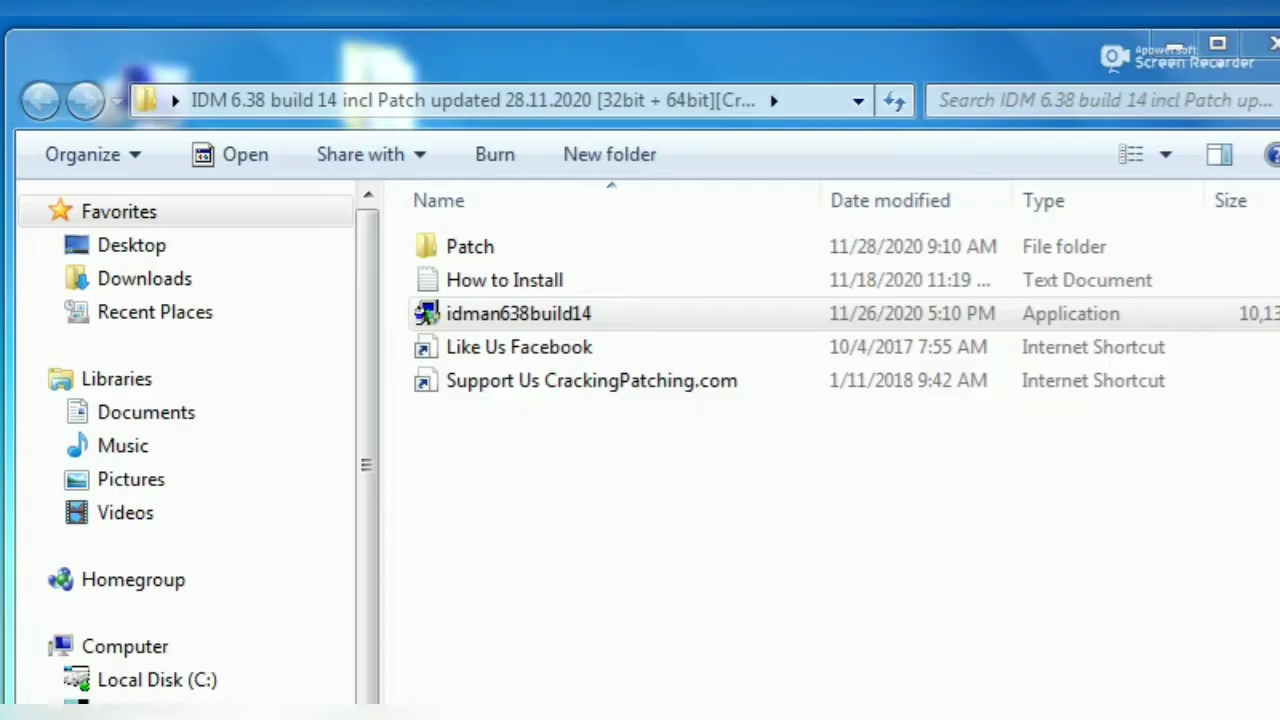 Apowersoft
Screen Recorder
IDM 6.38 build 14 incl Patch updated 28.11.2020 [32bit + 64bit][Cr...
Search IDM 6.38 build 14 incl Patch up...
Organize Open Share with Burn New folder
Name Date modified Type Size
Favorites
Desktop
Downloads
Recent Places
Libraries
Documents
Music
Pictures
Videos
Homegroup
Computer
Local Disk (C:)
Patch 11/28/2020 9:10 AM File folder
How to Install 11/18/2020 11:19 ... Text Document
idman638build14 11/26/2020 5:10 PM Application 10,13
Like Us Facebook 10/4/2017 7:55 AM Internet Shortcut
Support Us CrackingPatching.com 1/11/2018 9:42 AM Internet Shortcut